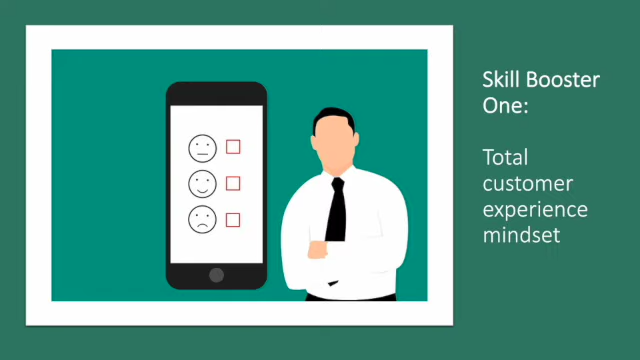 Skill Booster
One:
Total
customer
experience
mindset